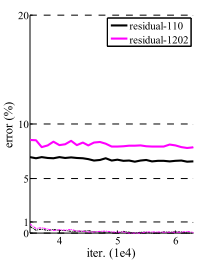 20
residual-110
residual-1202
10
5
1
0
error (%)
4
5
6
iter. (1e4)